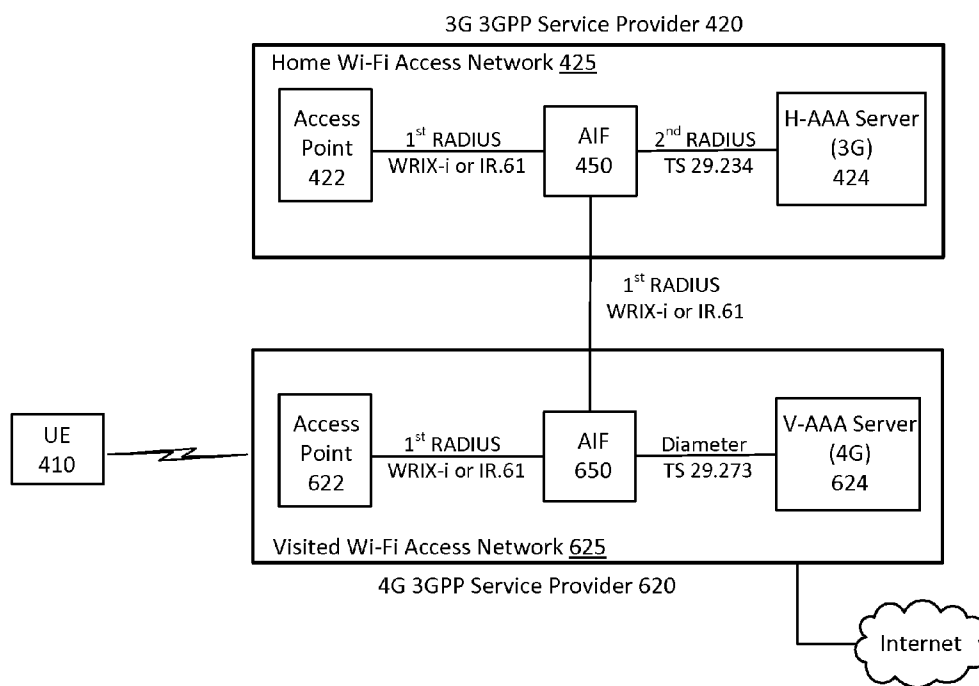 3G 3GPP Service Provider 420
Home Wi-Fi Access Network 425
Access
Point
422
1st RADIUS
WRIX-i or IR.61
AIF
450
2nd RADIUS
TS 29.234
H-AAA Server
(3G)
424
1st RADIUS
WRIX-i or IR.61
UE
410
Access
Point
622
1st RADIUS
WRIX-i or IR.61
AIF
650
Diameter
TS 29.273
V-AAA Server
(4G)
624
Visited Wi-Fi Access Network 625
4G 3GPP Service Provider 620
Internet